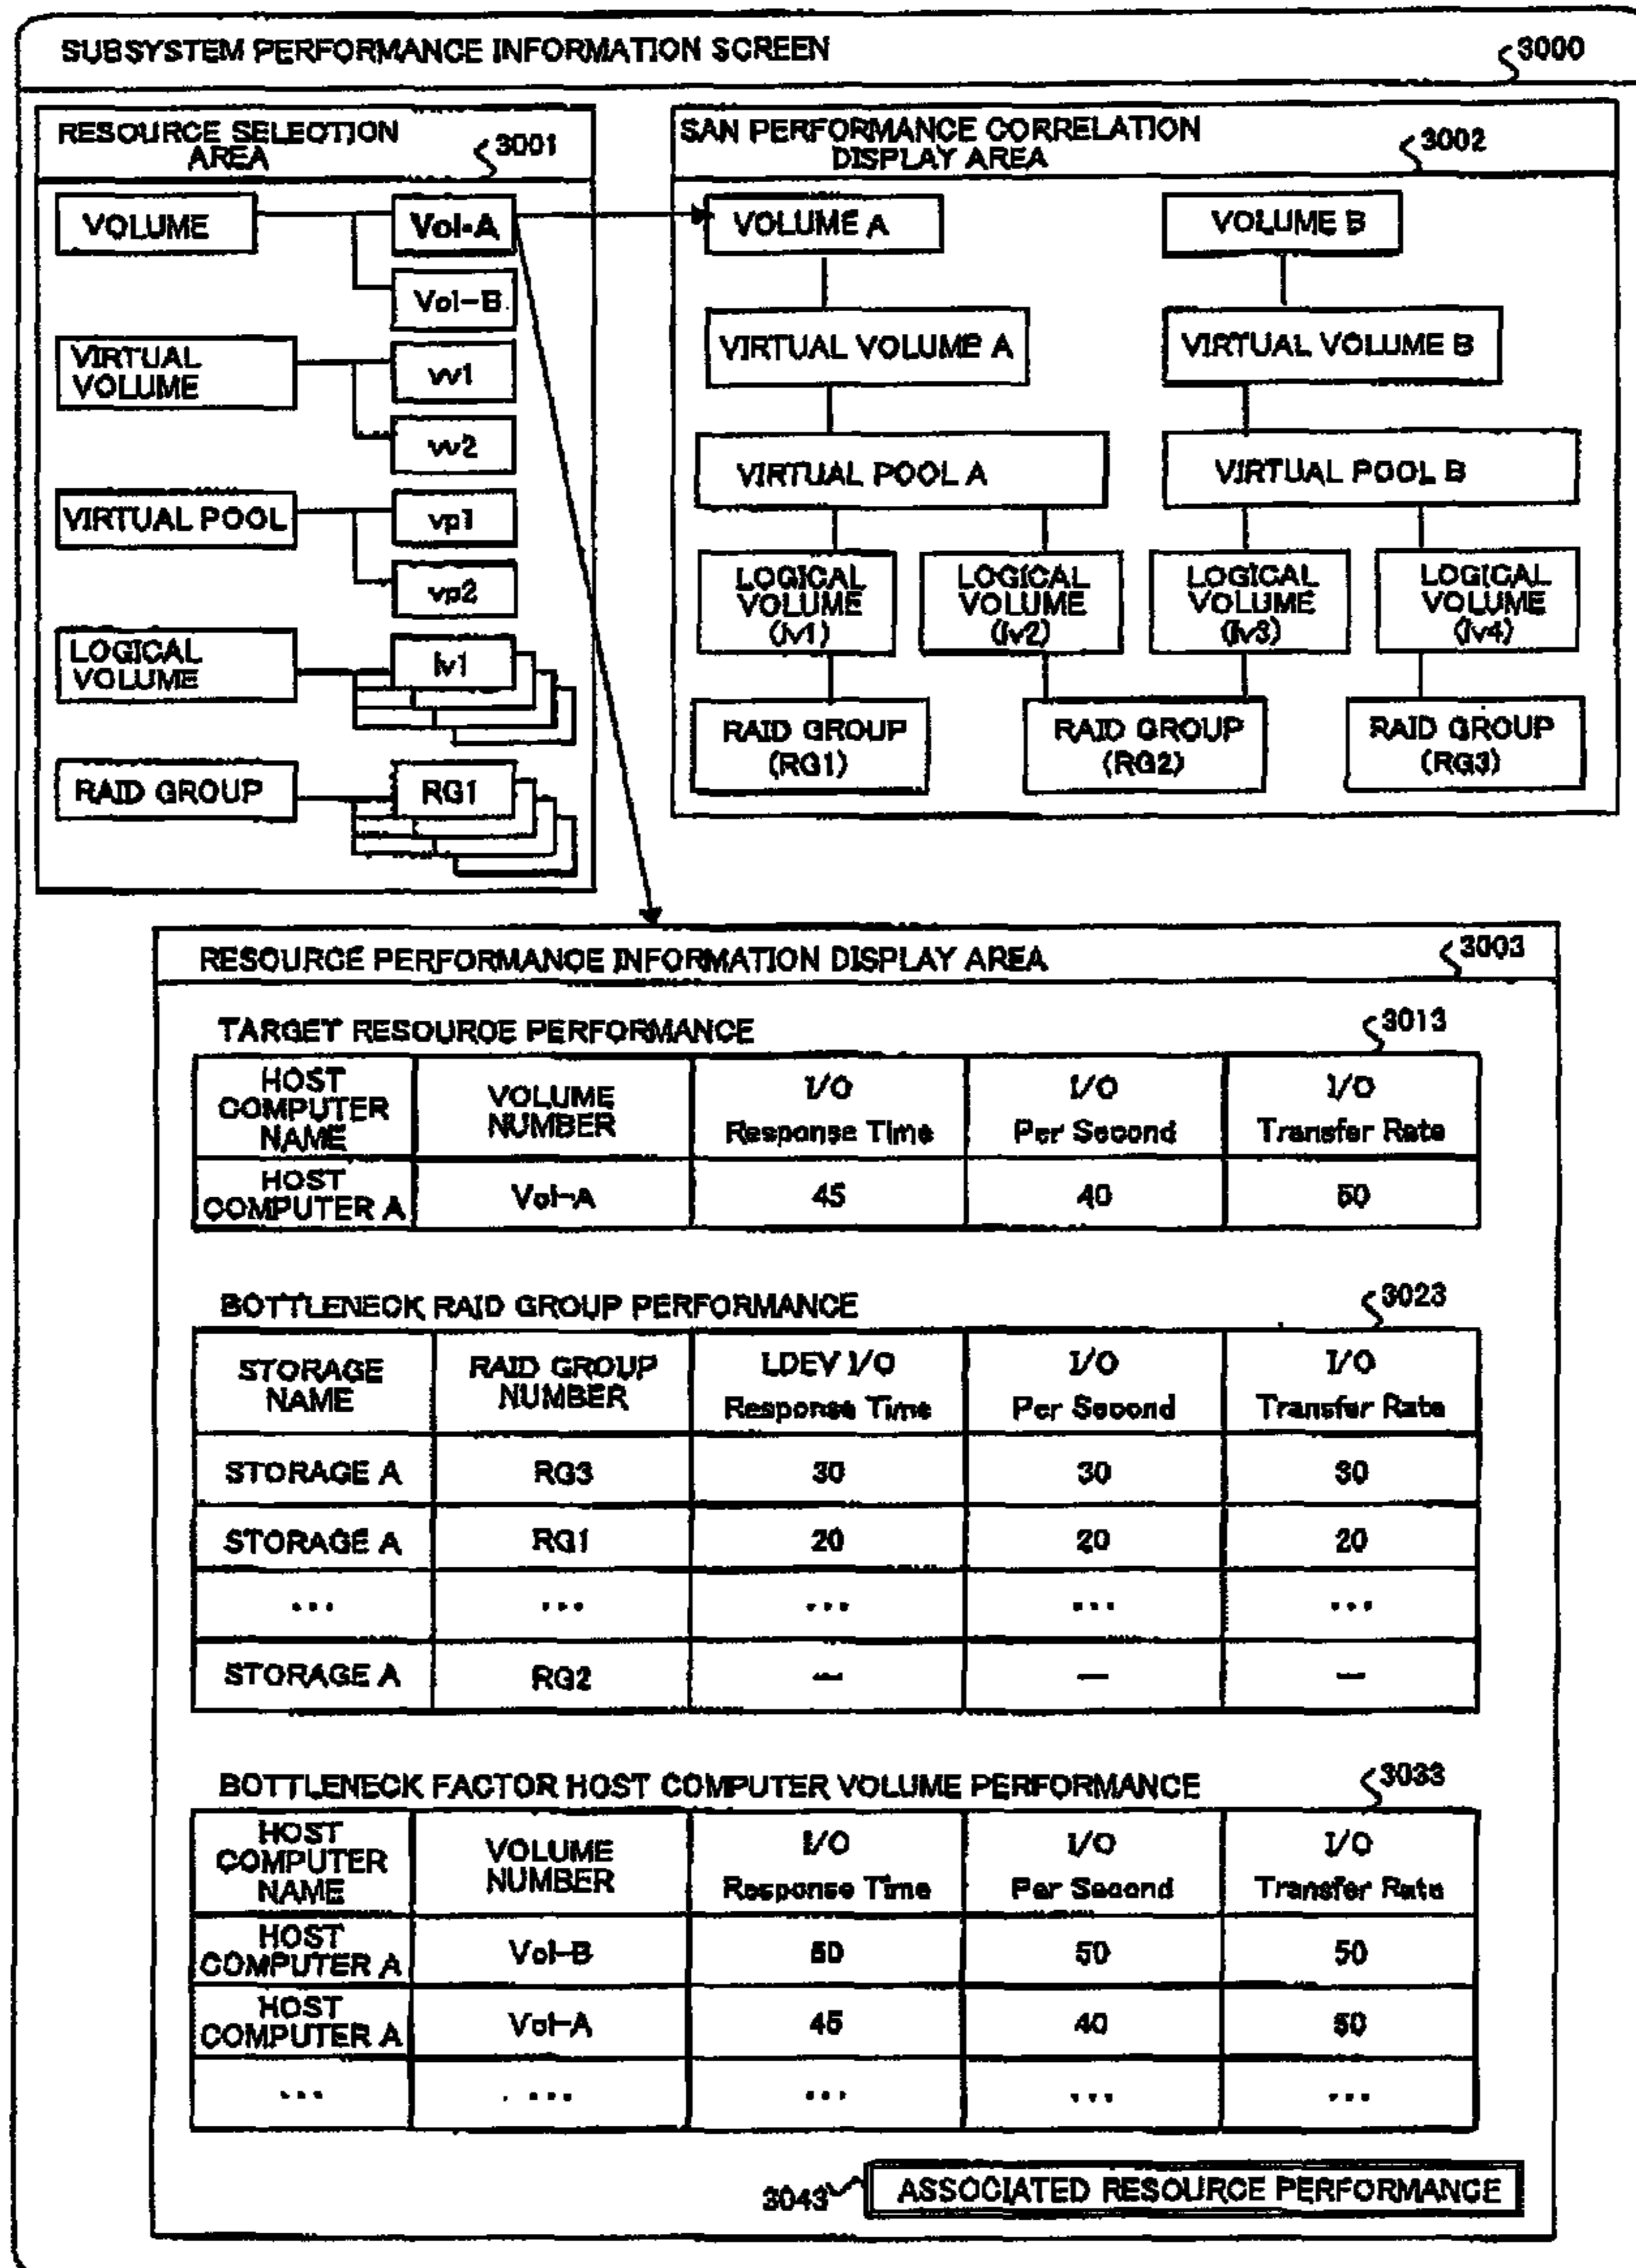 SUBSYSTEM PERFORMANCE INFORMATION SCREEN
3000
RESOURCE SELECTION
AREA
3001
VOLUME
Vol-A
Vol-B
VIRTUAL
VOLUME
vv1
vv2
VIRTUAL POOL
vp1
vp2
LOGICAL
VOLUME
lv1
RAID GROUP
RG1
SAN PERFORMANCE CORRELATION
DISPLAY AREA
3002
VOLUME A
VOLUME B
VIRTUAL VOLUME A
VIRTUAL VOLUME B
VIRTUAL POOL A
VIRTUAL POOL B
LOGICAL
VOLUME
(lv1)
LOGICAL
VOLUME
(lv2)
LOGICAL
VOLUME
(lv3)
LOGICAL
VOLUME
(lv4)
RAID GROUP
(RG1)
RAID GROUP
(RG2)
RAID GROUP
(RG3)
RESOURCE PERFORMANCE INFORMATION DISPLAY AREA
3003
TARGET RESOURCE PERFORMANCE
3013
HOST
COMPUTER
NAME
VOLUME
NUMBER
I/O
Response Time
I/O
Per Second
I/O
Transfer Rate
HOST
COMPUTER A
Vol-A
45
40
50
BOTTLENECK RAID GROUP PERFORMANCE
3023
STORAGE
NAME
RAID GROUP
NUMBER
LDEV I/O
Response Time
I/O
Per Second
I/O
Transfer Rate
STORAGE A
RG3
30
30
30
STORAGE A
RG1
20
20
20
...
...
...
...
...
STORAGE A
RG2
—
—
—
BOTTLENECK FACTOR HOST COMPUTER VOLUME PERFORMANCE
3033
HOST
COMPUTER
NAME
VOLUME
NUMBER
I/O
Response Time
I/O
Per Second
I/O
Transfer Rate
HOST
COMPUTER A
Vol-B
50
50
50
HOST
COMPUTER A
Vol-A
45
40
50
...
...
...
...
...
3043
ASSOCIATED RESOURCE PERFORMANCE